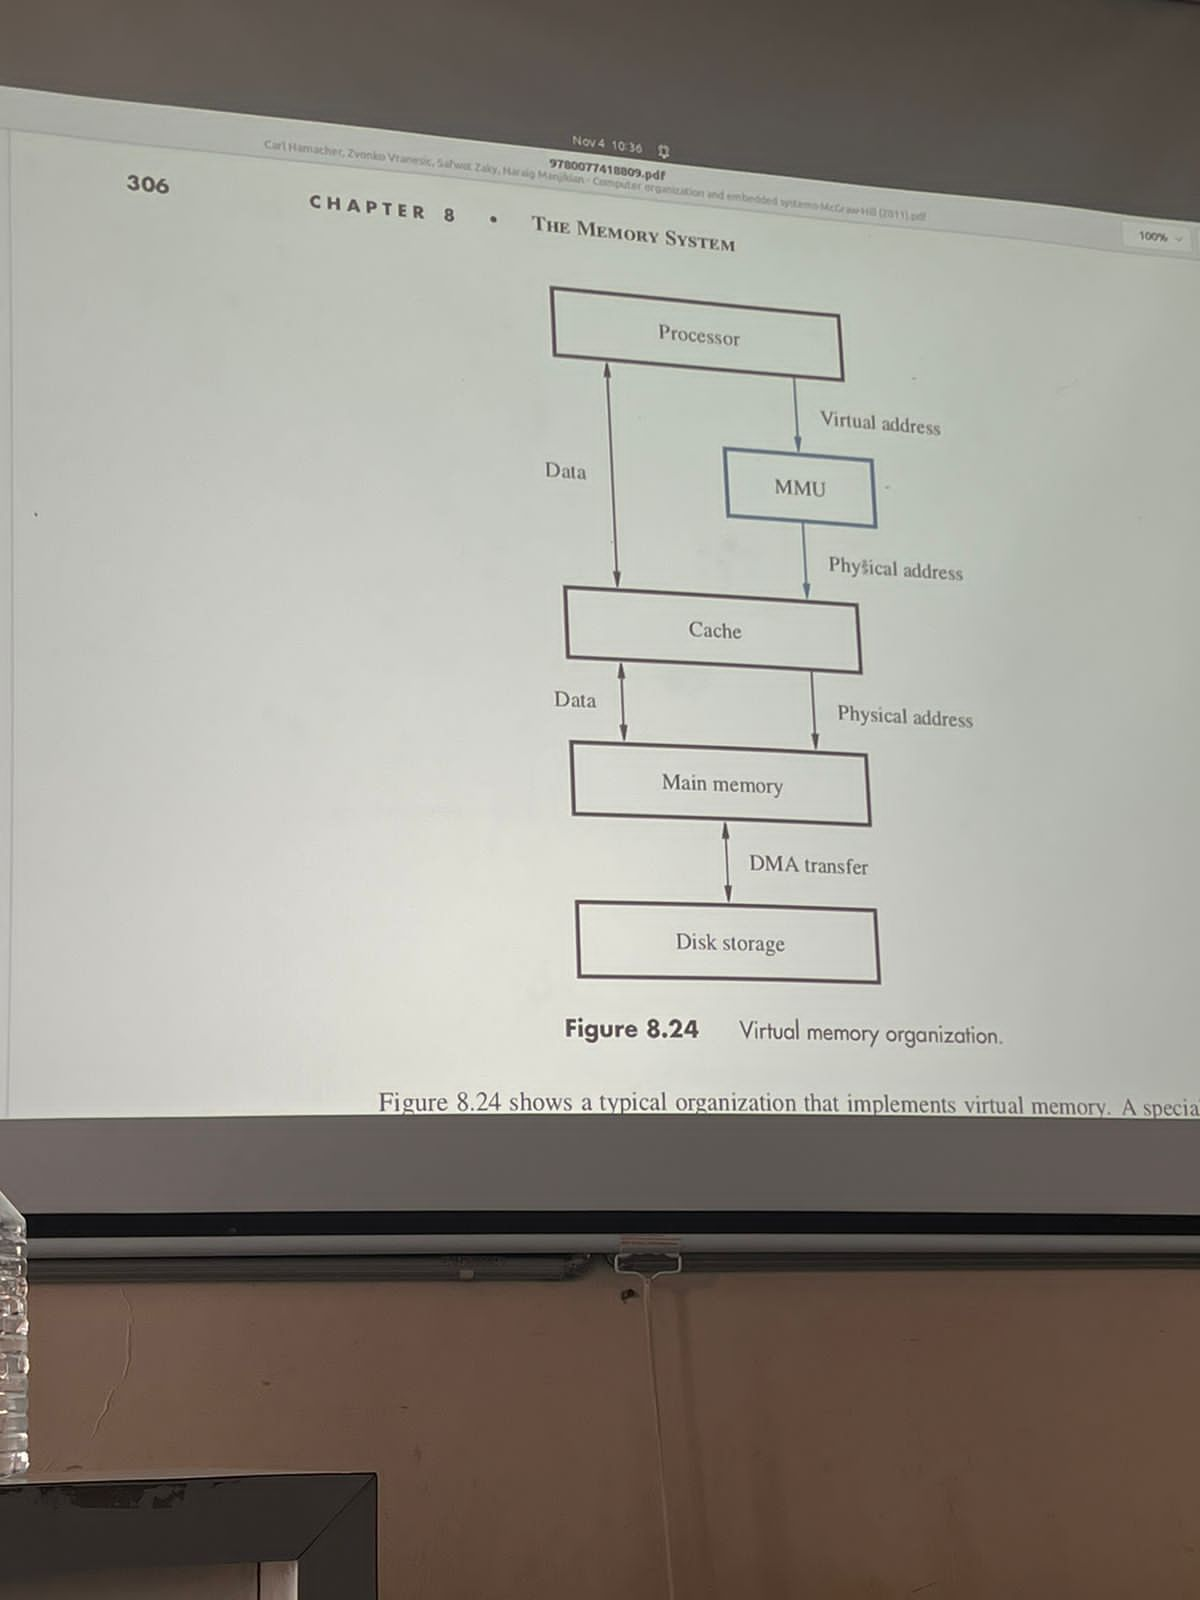 Nov 4 10:36
9780077418809.pdf
Carl Hamacher, Zvonko Vranesic, Safwat Zaky, Naraig Manjikian - Computer organization and embedded systems-McGraw-Hill (2011).pdf
100%
306 CHAPTER 8 • THE MEMORY SYSTEM
Processor
Virtual address
Data
MMU
Physical address
Cache
Data
Physical address
Main memory
DMA transfer
Disk storage
Figure 8.24 Virtual memory organization.
Figure 8.24 shows a typical organization that implements virtual memory. A specia